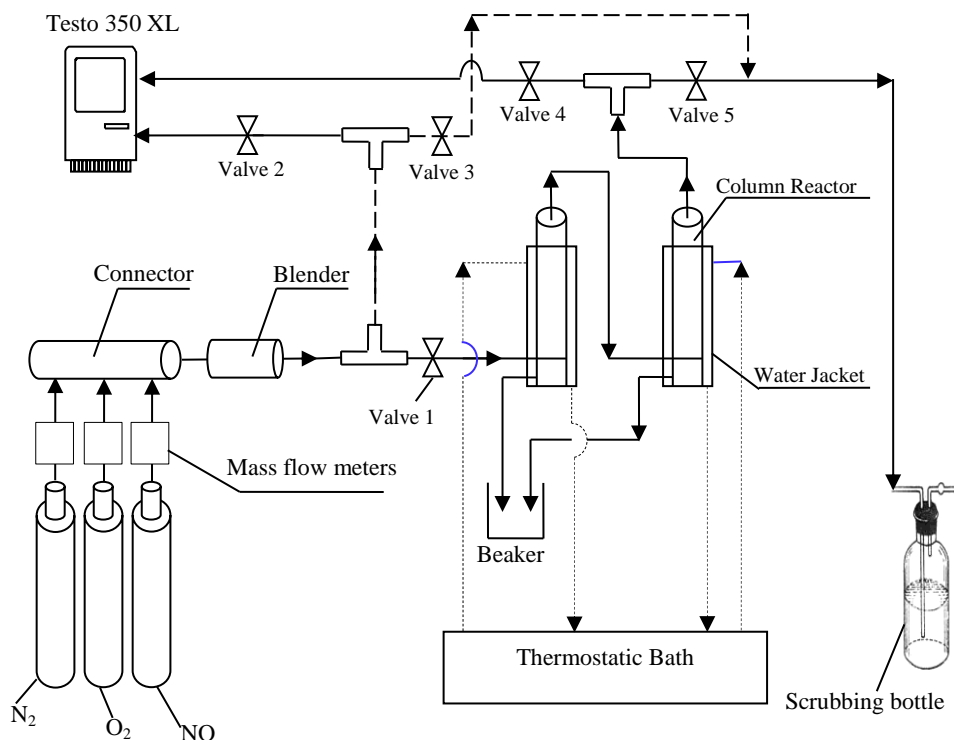 Testo 350 XL
Valve 4
Valve 5
Valve 2
Valve 3
Column Reactor
Connector
Blender
Water Jacket
Valve 1
Mass flow meters
Beaker
Thermostatic Bath
Scrubbing bottle
N₂
O₂
NO